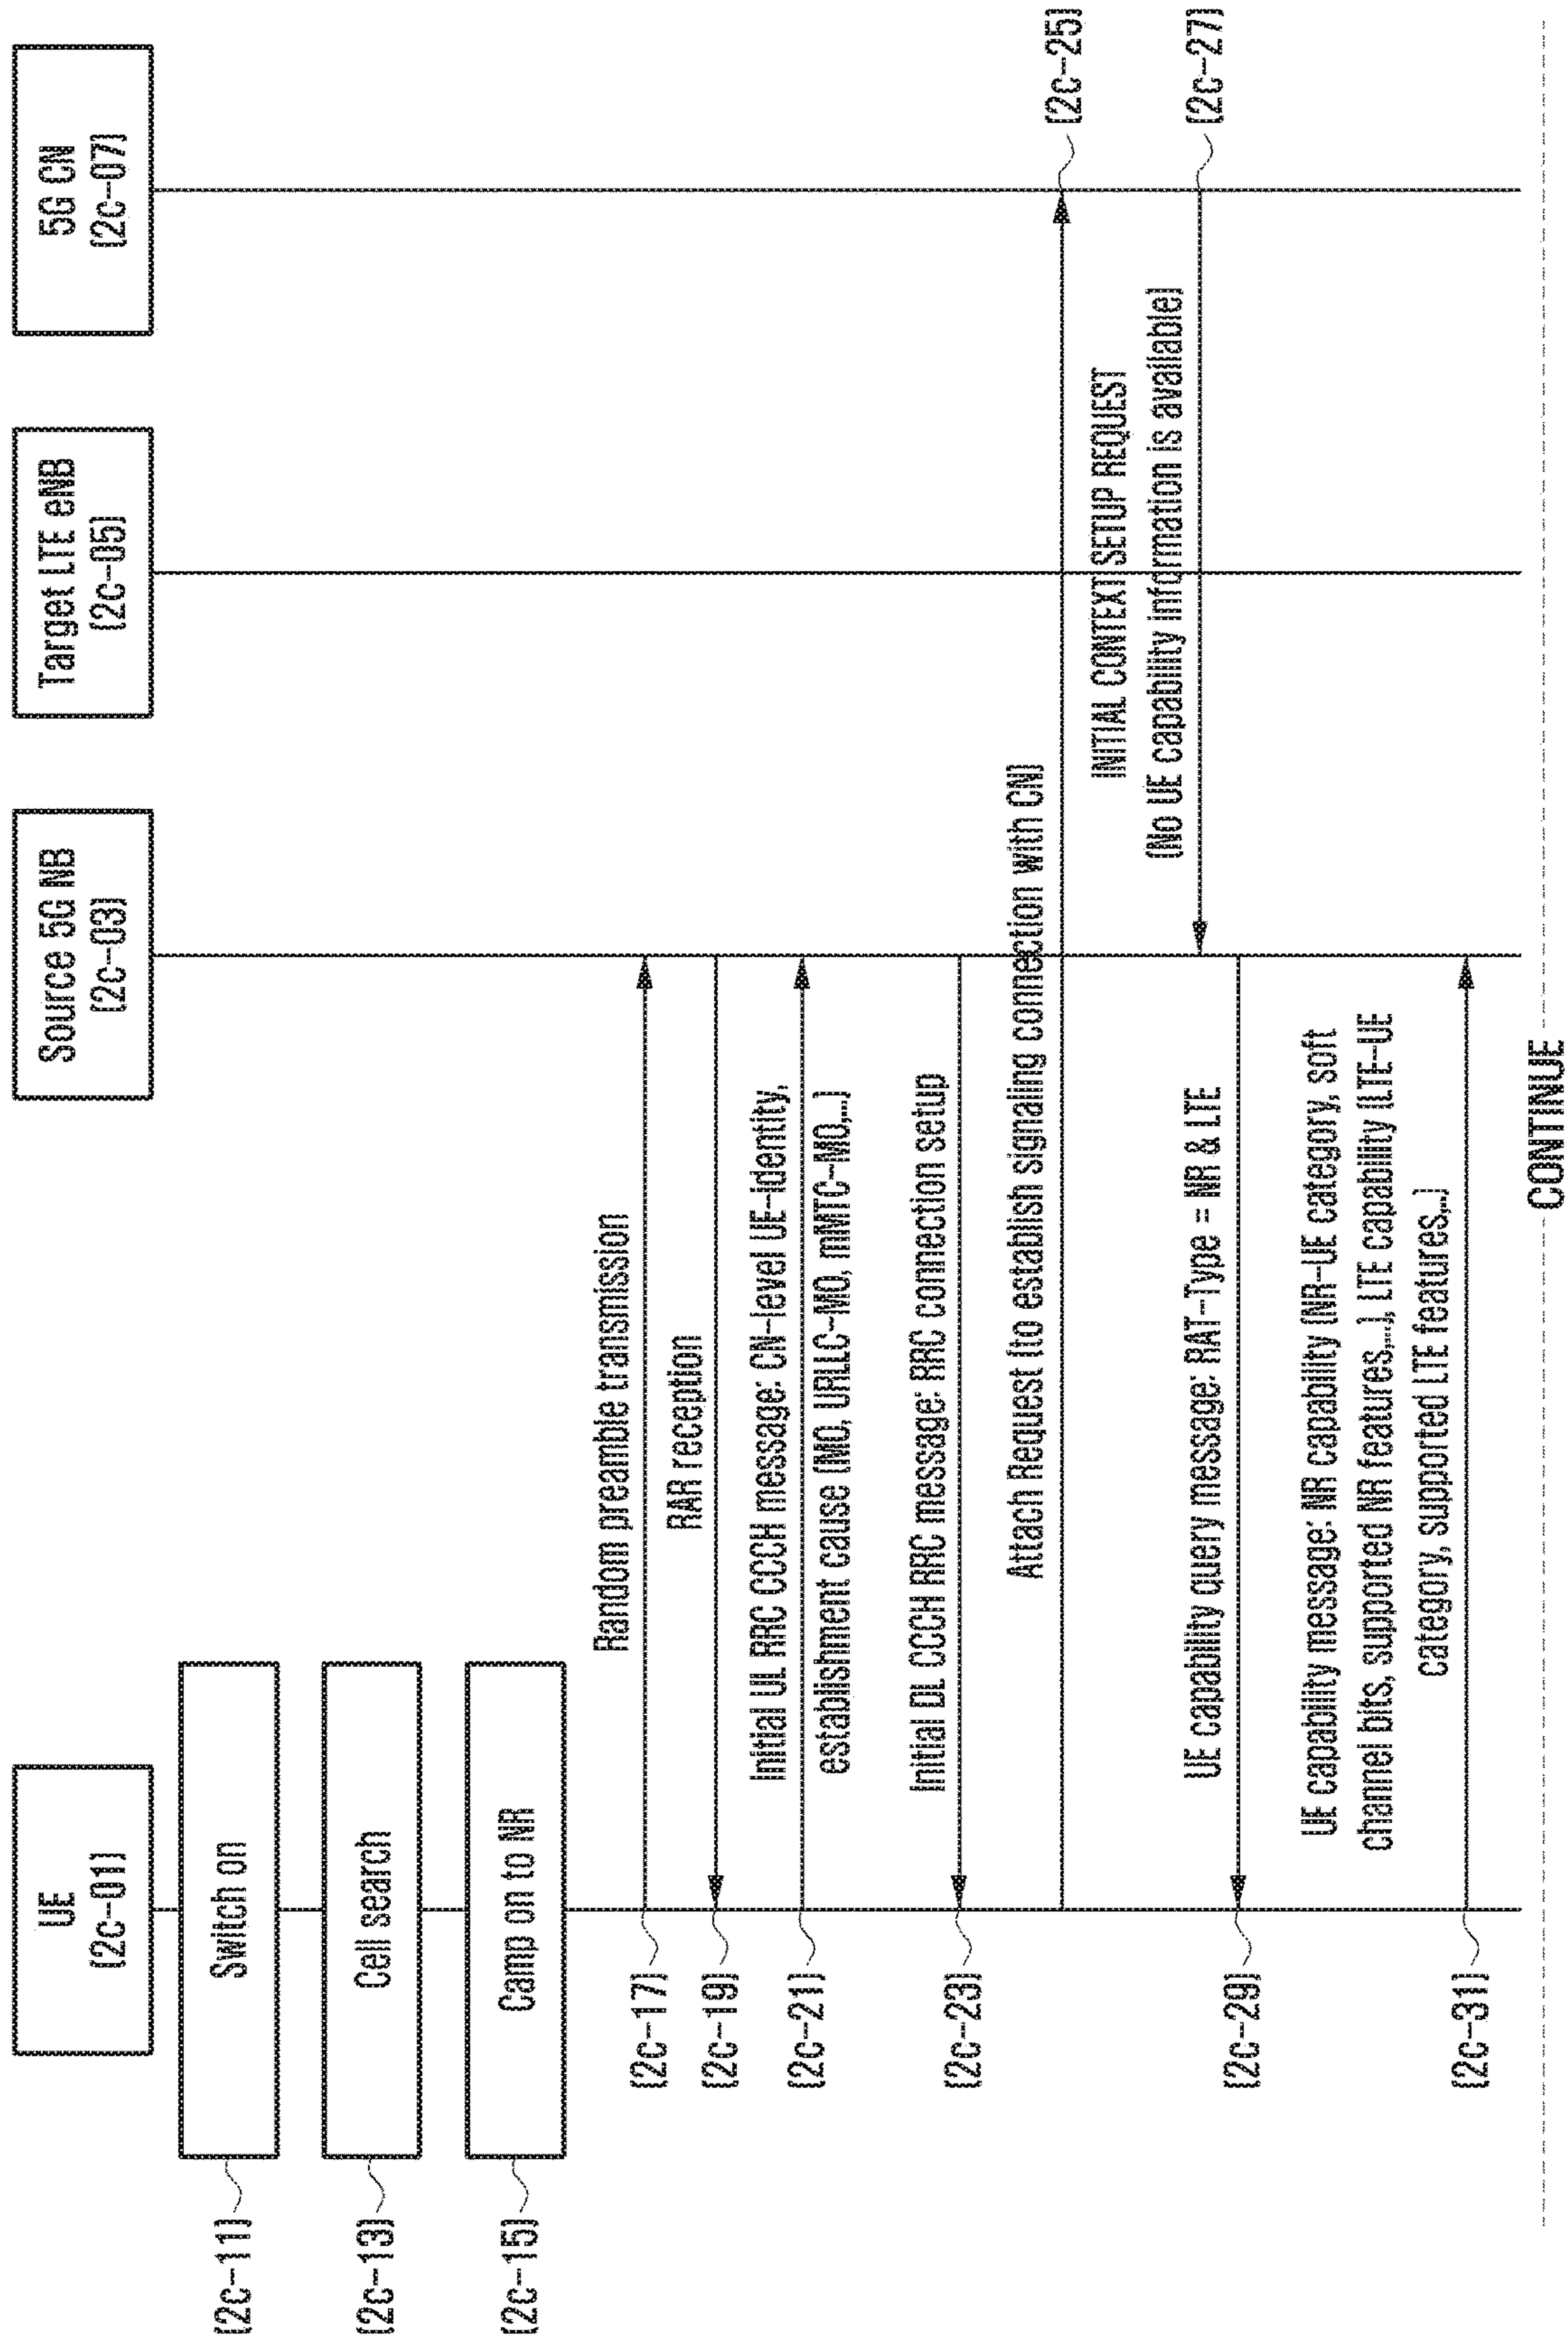 UE
(2c-01)
Source 5G NB
(2c-03)
Target LTE eNB
(2c-05)
5G CN
(2c-07)
(2c-11)
Switch on
(2c-13)
Cell search
(2c-15)
Camp on to NR
Random preamble transmission
(2c-17)
RAR reception
(2c-19)
Initial UL RRC CCCH message: CN-level UE-identity,
establishment cause (MO, URLLC-MO, mMTC-MO,...)
(2c-21)
Initial DL CCCH RRC message: RRC connection setup
(2c-23)
Attach Request (to establish signaling connection with CN)
(2c-25)
INITIAL CONTEXT SETUP REQUEST
(No UE capability information is available)
(2c-27)
UE capability query message: RAT-Type = NR & LTE
(2c-29)
UE capability message: NR capability (NR-UE category, soft
channel bits, supported NR features,...), LTE capability (LTE-UE
category, supported LTE features,..)
(2c-31)
CONTINUE